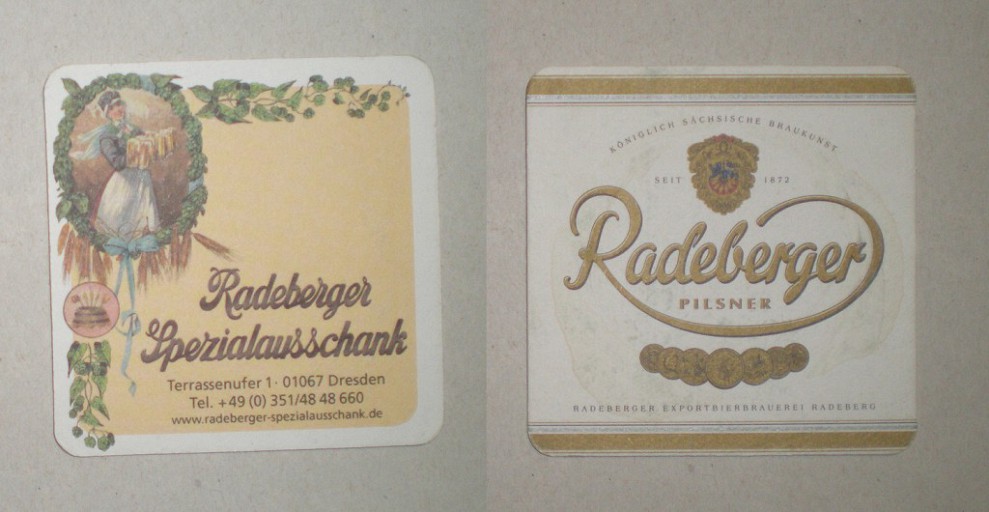 Radeberger
Spezialausschank
Terrassenufer 1 · 01067 Dresden
Tel. +49 (0) 351/48 48 660
www.radeberger-spezialausschank.de
KÖNIGLICH SÄCHSISCHE BRAUKUNST
SEIT 1872
Radeberger
PILSNER
RADEBERGER EXPORTBIERBRAUEREI RADEBERG